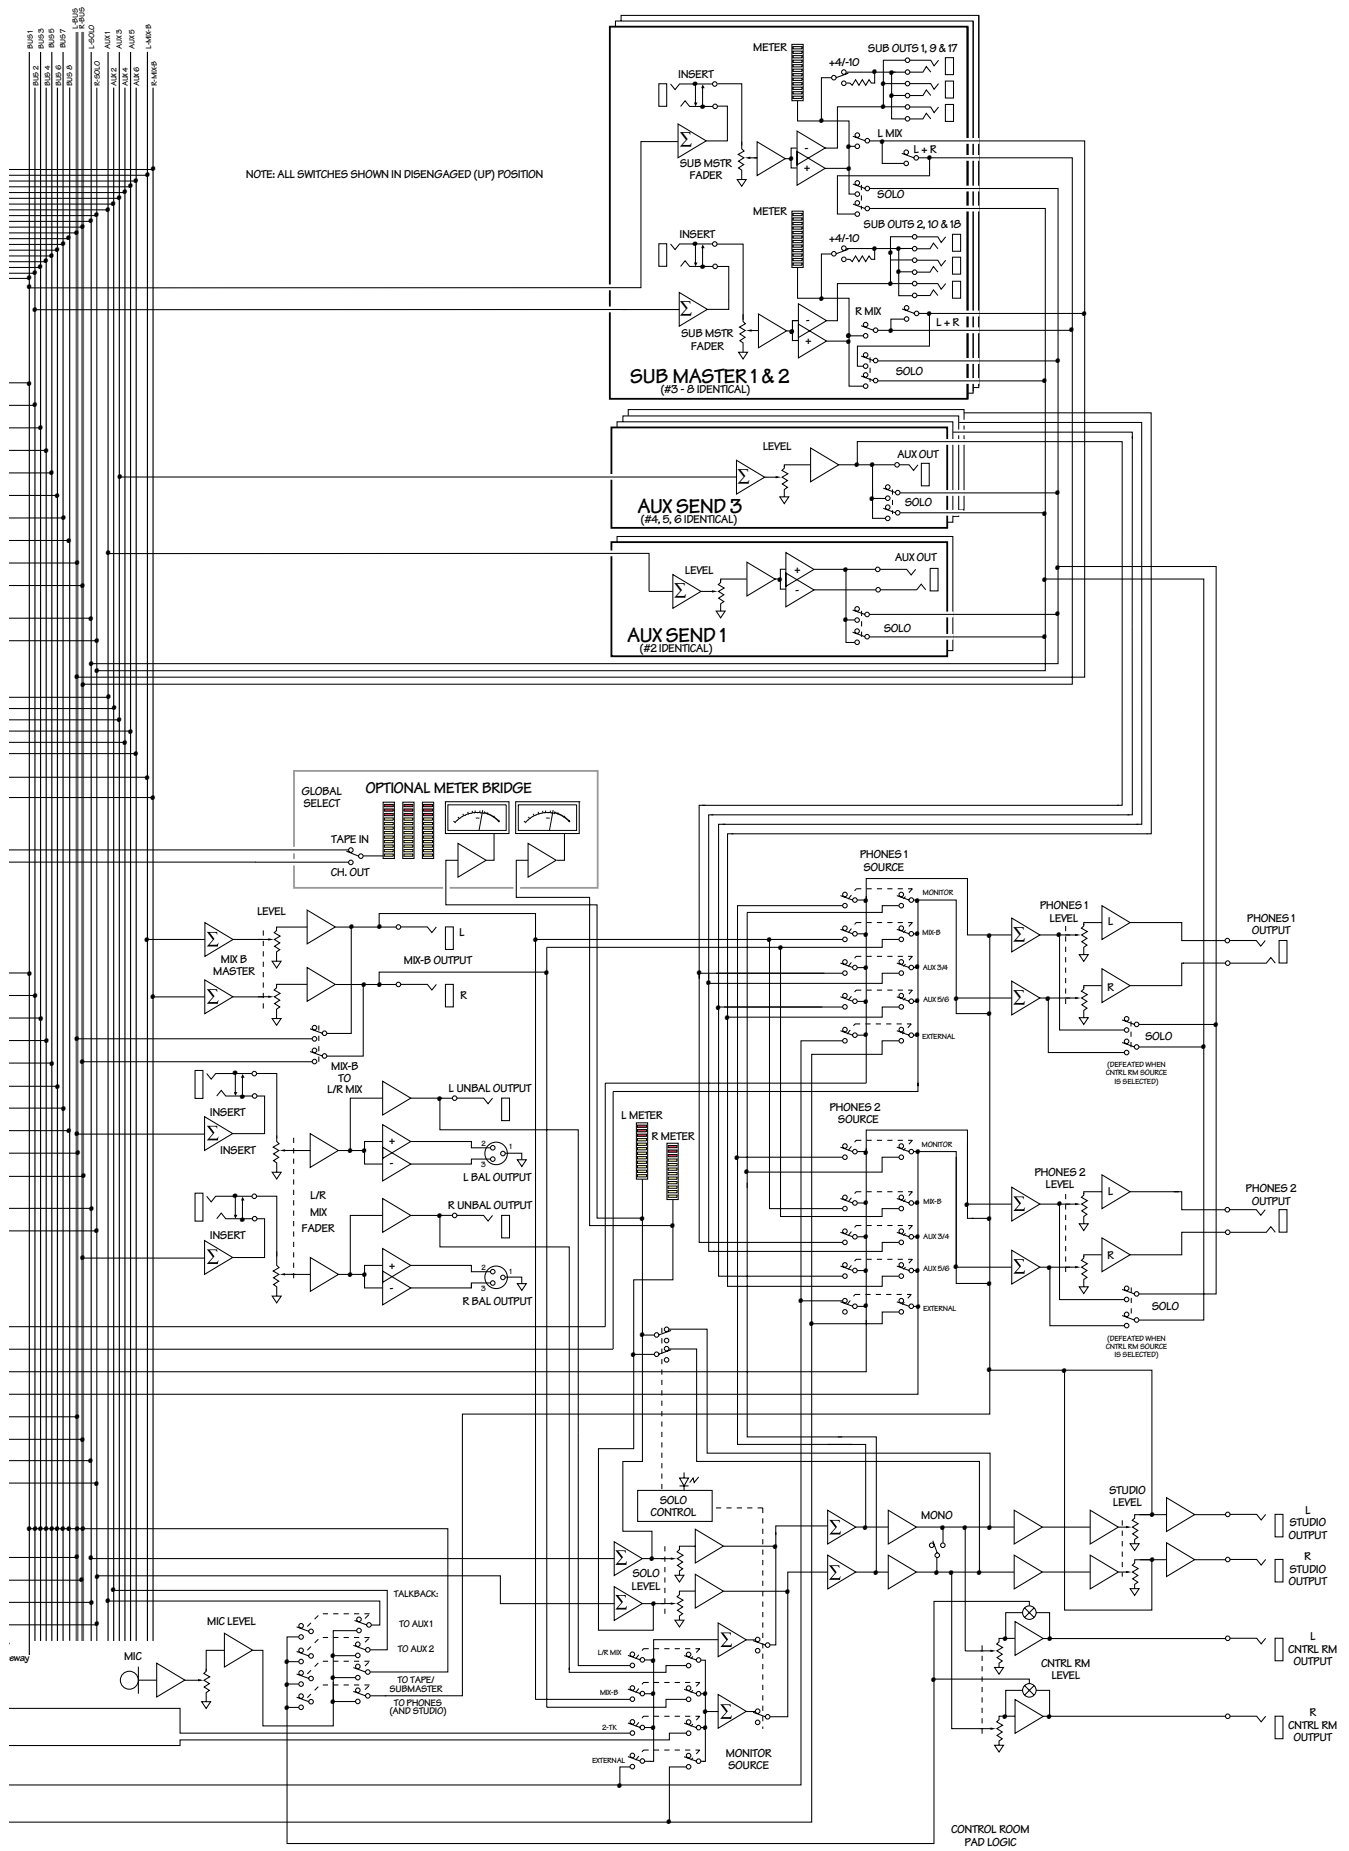 BUS 1
BUS 2
BUS 3
BUS 4
BUS 5
BUS 6
BUS 7
BUS 8
L-BUS
R-BUS
L-SOLO
R-SOLO
AUX 1
AUX 2
AUX 3
AUX 4
AUX 5
AUX 6
L-MIX-B
R-MIX-B
NOTE: ALL SWITCHES SHOWN IN DISENGAGED (UP) POSITION
METER
SUB OUTS 1, 9 & 17
+4/-10
INSERT
Σ
SUB MSTR
FADER
-
+
L MIX
L + R
SOLO
METER
SUB OUTS 2, 10 & 18
+4/-10
INSERT
Σ
SUB MSTR
FADER
-
+
R MIX
L + R
SOLO
SUB MASTER 1 & 2
(#3 - 8 IDENTICAL)
LEVEL
AUX OUT
Σ
SOLO
AUX SEND 3
(#4, 5, 6 IDENTICAL)
LEVEL
AUX OUT
Σ
+
-
SOLO
AUX SEND 1
(#2 IDENTICAL)
GLOBAL
SELECT
OPTIONAL METER BRIDGE
TAPE IN
CH. OUT
LEVEL
Σ
L
MIX B
MASTER
MIX-B OUTPUT
Σ
R
MIX-B
TO
L/R MIX
INSERT
Σ
INSERT
L UNBAL OUTPUT
+
-
2
1
3
L BAL OUTPUT
L/R
MIX
FADER
INSERT
Σ
R UNBAL OUTPUT
+
-
2
1
3
R BAL OUTPUT
L METER
R METER
PHONES 1
SOURCE
MONITOR
MIX-B
AUX 3/4
AUX 5/6
EXTERNAL
PHONES 1
LEVEL
Σ
L
Σ
R
PHONES 1
OUTPUT
SOLO
(DEFEATED WHEN
CNTRL RM SOURCE
IS SELECTED)
PHONES 2
SOURCE
MONITOR
MIX-B
AUX 3/4
AUX 5/6
EXTERNAL
PHONES 2
LEVEL
Σ
L
Σ
R
PHONES 2
OUTPUT
SOLO
(DEFEATED WHEN
CNTRL RM SOURCE
IS SELECTED)
SOLO
CONTROL
Σ
SOLO
LEVEL
Σ
Σ
Σ
MONO
STUDIO
LEVEL
L
STUDIO
OUTPUT
R
STUDIO
OUTPUT
TALKBACK:
MIC LEVEL
MIC
TO AUX 1
TO AUX 2
TO TAPE/
SUBMASTER
TO PHONES
(AND STUDIO)
eway
L/R MIX
MIX-B
2-TK
EXTERNAL
Σ
Σ
MONITOR
SOURCE
CNTRL RM
LEVEL
L
CNTRL RM
OUTPUT
R
CNTRL RM
OUTPUT
CONTROL ROOM
PAD LOGIC